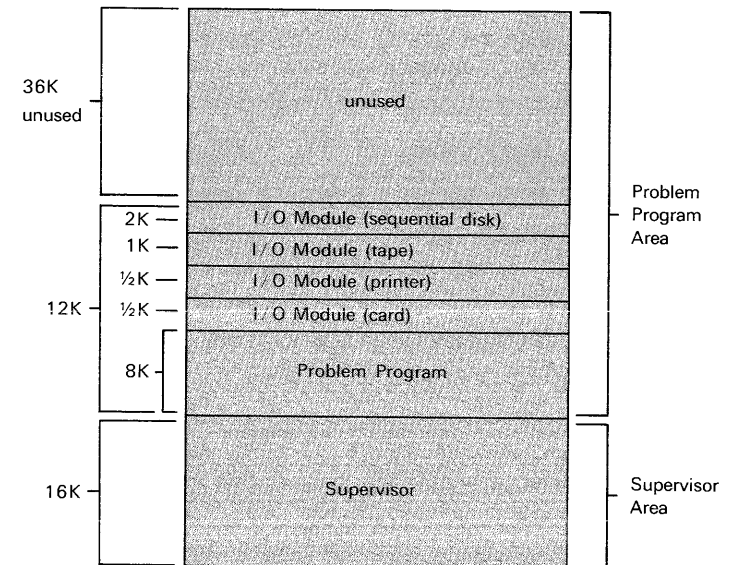 36K
unused
unused
Problem
Program
Area
2K
I/O Module (sequential disk)
1K
I/O Module (tape)
½K
I/O Module (printer)
12K
½K
I/O Module (card)
8K
Problem Program
16K
Supervisor
Supervisor
Area